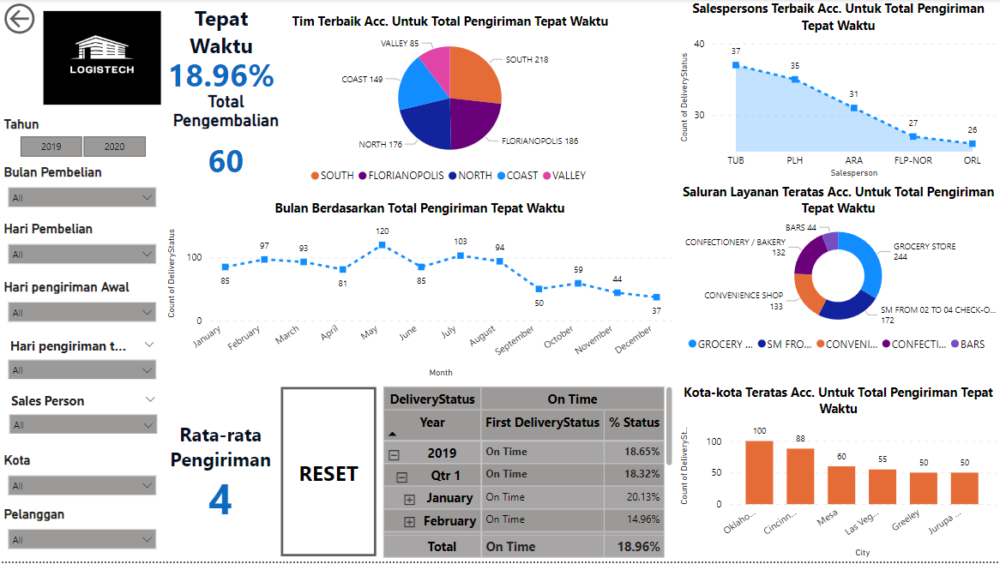 LOGISTECH
Tahun
2019
2020
Bulan Pembelian
All
Hari Pembelian
All
Hari pengiriman Awal
All
Hari pengiriman t...
All
Sales Person
All
Kota
All
Pelanggan
All
Tepat
Waktu
18.96%
Total
Pengembalian
60
Tim Terbaik Acc. Untuk Total Pengiriman Tepat Waktu
VALLEY 85
SOUTH 218
COAST 149
NORTH 176
FLORIANOPOLIS 186
SOUTH
FLORIANOPOLIS
NORTH
COAST
VALLEY
Salespersons Terbaik Acc. Untuk Total Pengiriman
Tepat Waktu
Count of DeliveryStatus
40
30
37
35
31
27
26
TUB
PLH
ARA
FLP-NOR
ORL
Salesperson
Bulan Berdasarkan Total Pengiriman Tepat Waktu
Count of DeliveryStatus
100
0
85
97
93
81
120
85
103
94
50
59
44
37
January
February
March
April
May
June
July
August
September
October
November
December
Month
Saluran Layanan Teratas Acc. Untuk Total Pengiriman
Tepat Waktu
BARS 44
CONFECTIONERY / BAKERY
132
GROCERY STORE
244
CONVENIENCE SHOP
133
SM FROM 02 TO 04 CHECK-O...
172
GROCERY ...
SM FRO...
CONVENI...
CONFECTI...
BARS
Rata-rata
Pengiriman
4
RESET
DeliveryStatus On Time
Year First DeliveryStatus % Status
2019 On Time 18.65%
Qtr 1 On Time 18.32%
January On Time 20.13%
February On Time 14.96%
Total On Time 18.96%
Kota-kota Teratas Acc. Untuk Total Pengiriman Tepat
Waktu
Count of DeliverySt...
100
50
0
100
88
60
55
50
50
Oklaho...
Cincinn...
Mesa
Las Veg...
Greeley
Jurupa ...
City